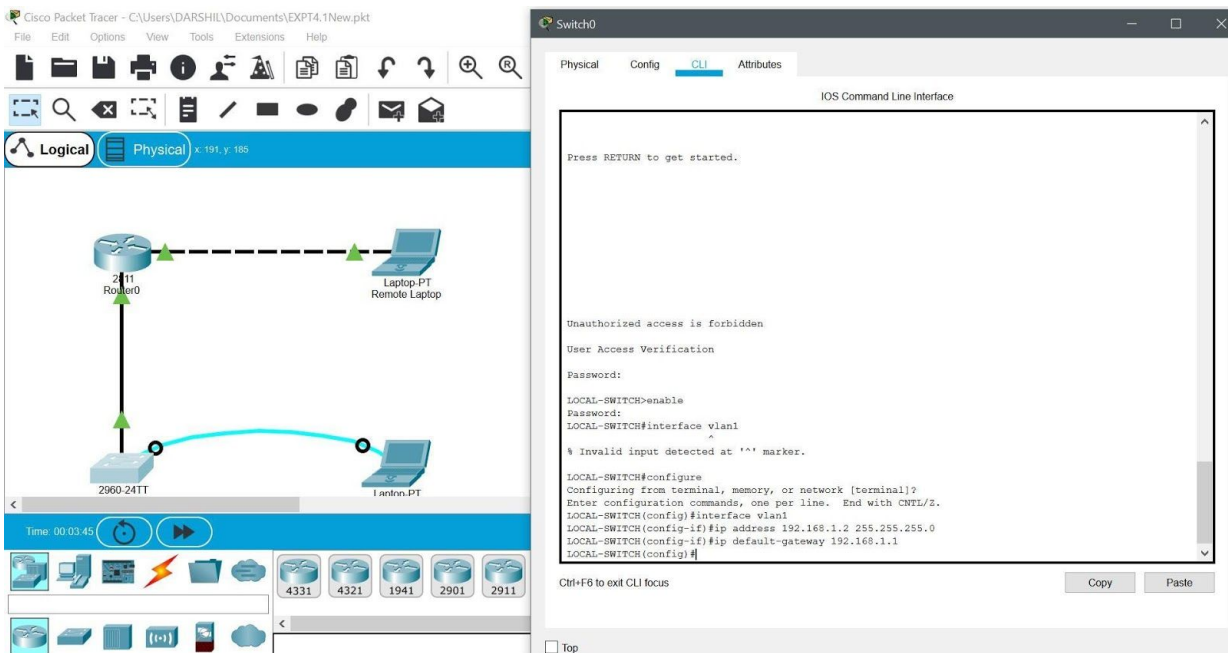 Cisco Packet Tracer - C:\Users\DARSHIL\Documents\EXPT4.1New.pkt
File Edit Options View Tools Extensions Help
Logical
Physical
x: 191, y: 185
2811
Router0
Laptop-PT
Remote Laptop
2960-24TT
Laptop-PT
Time: 00:03:45
4331
4321
1941
2901
2911
Switch0
Physical Config CLI Attributes
IOS Command Line Interface
Press RETURN to get started.
Unauthorized access is forbidden
User Access Verification
Password:
LOCAL-SWITCH>enable
Password:
LOCAL-SWITCH#interface vlan1
^
% Invalid input detected at '^' marker.
LOCAL-SWITCH#configure
Configuring from terminal, memory, or network [terminal]?
Enter configuration commands, one per line. End with CNTL/Z.
LOCAL-SWITCH(config)#interface vlan1
LOCAL-SWITCH(config-if)#ip address 192.168.1.2 255.255.255.0
LOCAL-SWITCH(config-if)#ip default-gateway 192.168.1.1
LOCAL-SWITCH(config)#
Ctrl+F6 to exit CLI focus
Copy
Paste
Top